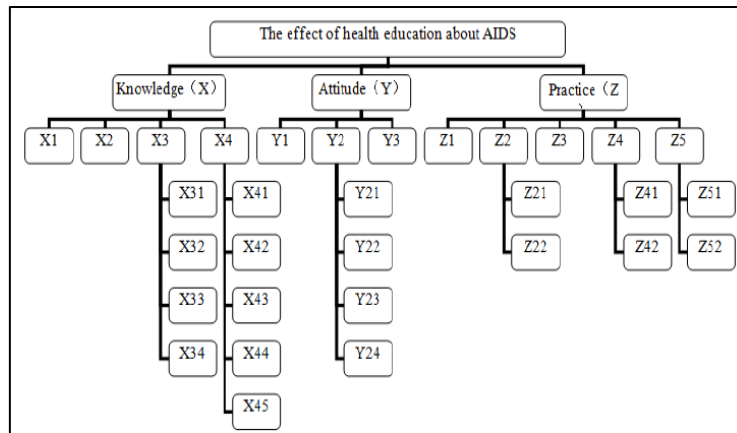 The effect of health education about AIDS
Knowledge（X）
Attitude（Y）
Practice（Z
）
X1
X2
X3
X4
Y1
Y2
Y3
Z1
Z2
Z3
Z4
Z5
X31
X41
Y21
Z21
Z41
Z51
X32
X42
Y22
Z22
Z42
Z52
X33
X43
Y23
X34
X44
Y24
X45